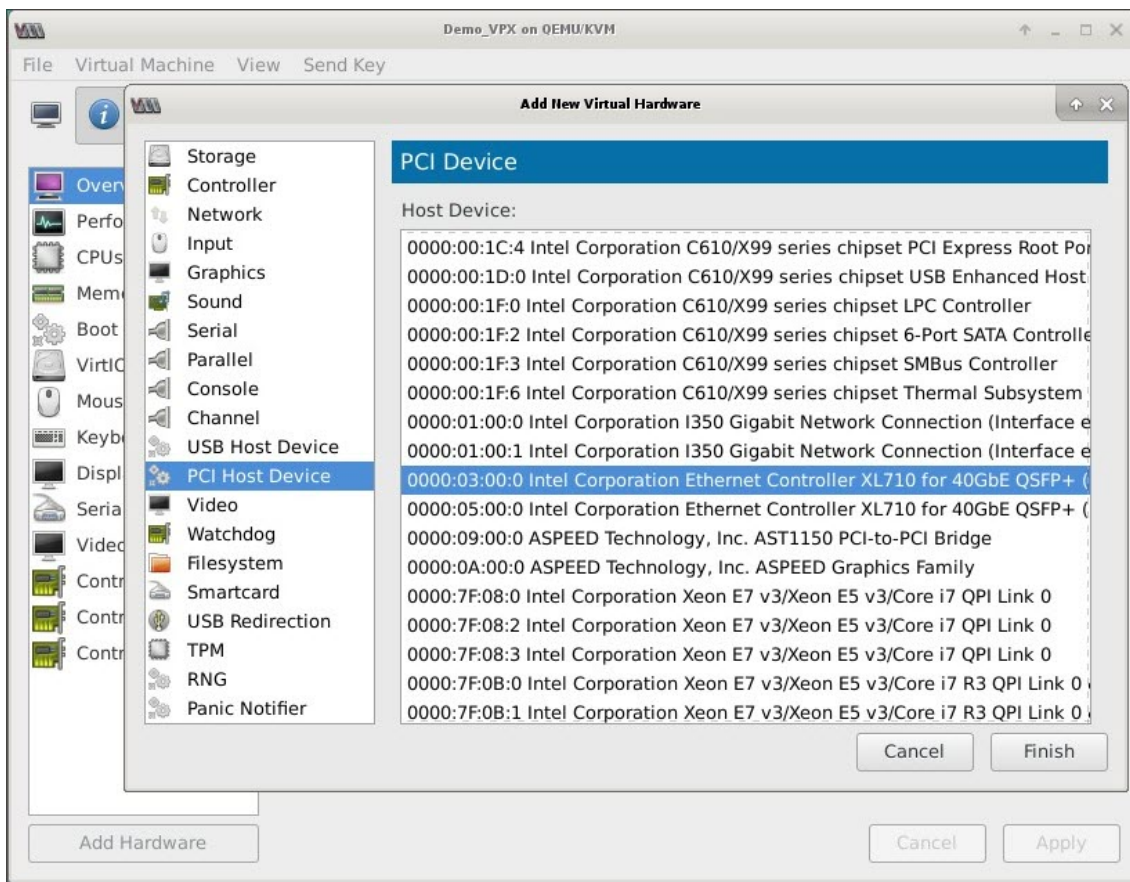 Demo_VPX on QEMU/KVM
File Virtual Machine View Send Key
Add New Virtual Hardware
Overv
Perfo
CPUs
Mem
Boot
VirtIO
Mous
Keyb
Displ
Seria
Video
Contr
Contr
Contr
Add Hardware
Storage
Controller
Network
Input
Graphics
Sound
Serial
Parallel
Console
Channel
USB Host Device
PCI Host Device
Video
Watchdog
Filesystem
Smartcard
USB Redirection
TPM
RNG
Panic Notifier
PCI Device
Host Device:
0000:00:1C:4 Intel Corporation C610/X99 series chipset PCI Express Root Por
0000:00:1D:0 Intel Corporation C610/X99 series chipset USB Enhanced Host
0000:00:1F:0 Intel Corporation C610/X99 series chipset LPC Controller
0000:00:1F:2 Intel Corporation C610/X99 series chipset 6-Port SATA Controlle
0000:00:1F:3 Intel Corporation C610/X99 series chipset SMBus Controller
0000:00:1F:6 Intel Corporation C610/X99 series chipset Thermal Subsystem
0000:01:00:0 Intel Corporation I350 Gigabit Network Connection (Interface e
0000:01:00:1 Intel Corporation I350 Gigabit Network Connection (Interface e
0000:03:00:0 Intel Corporation Ethernet Controller XL710 for 40GbE QSFP+ (
0000:05:00:0 Intel Corporation Ethernet Controller XL710 for 40GbE QSFP+ (
0000:09:00:0 ASPEED Technology, Inc. AST1150 PCI-to-PCI Bridge
0000:0A:00:0 ASPEED Technology, Inc. ASPEED Graphics Family
0000:7F:08:0 Intel Corporation Xeon E7 v3/Xeon E5 v3/Core i7 QPI Link 0
0000:7F:08:2 Intel Corporation Xeon E7 v3/Xeon E5 v3/Core i7 QPI Link 0
0000:7F:08:3 Intel Corporation Xeon E7 v3/Xeon E5 v3/Core i7 QPI Link 0
0000:7F:0B:0 Intel Corporation Xeon E7 v3/Xeon E5 v3/Core i7 R3 QPI Link 0
0000:7F:0B:1 Intel Corporation Xeon E7 v3/Xeon E5 v3/Core i7 R3 QPI Link 0
Cancel Finish
Cancel Apply